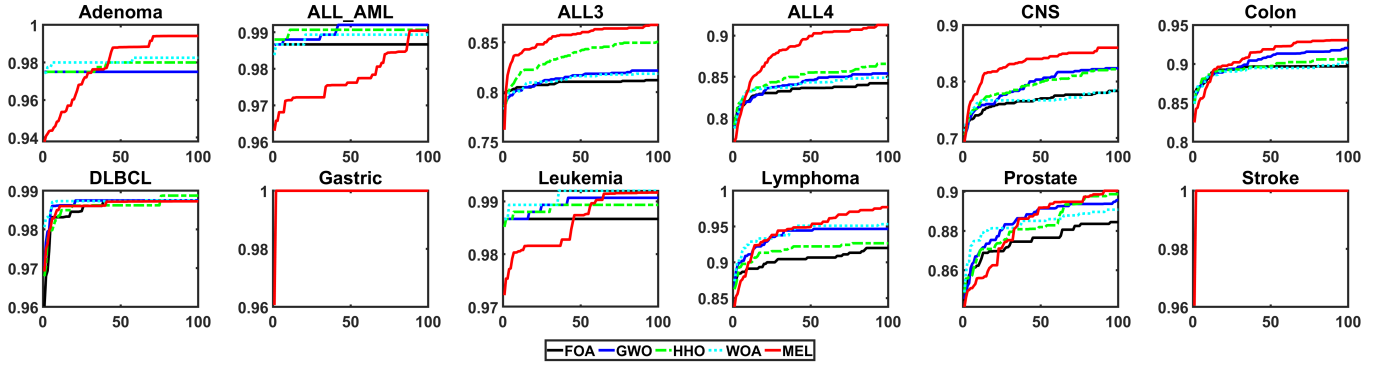 Adenoma ALL_AML ALL3 ALL4 CNS Colon
1 0.98 0.96 0.94 0 50 100
0.99 0.98 0.97 0.96 0 50 100
0.85 0.8 0.75 0 50 100
0.9 0.85 0.8 0 50 100
0.9 0.8 0.7 0 50 100
0.95 0.9 0.85 0.8 0 50 100
DLBCL Gastric Leukemia Lymphoma Prostate Stroke
0.99 0.98 0.97 0.96 0 50 100
1 0.98 0.96 0 50 100
0.99 0.98 0.97 0 50 100
1 0.95 0.9 0.85 0 50 100
0.9 0.88 0.86 0 50 100
1 0.98 0.96 0 50 100
FOA GWO HHO WOA MEL